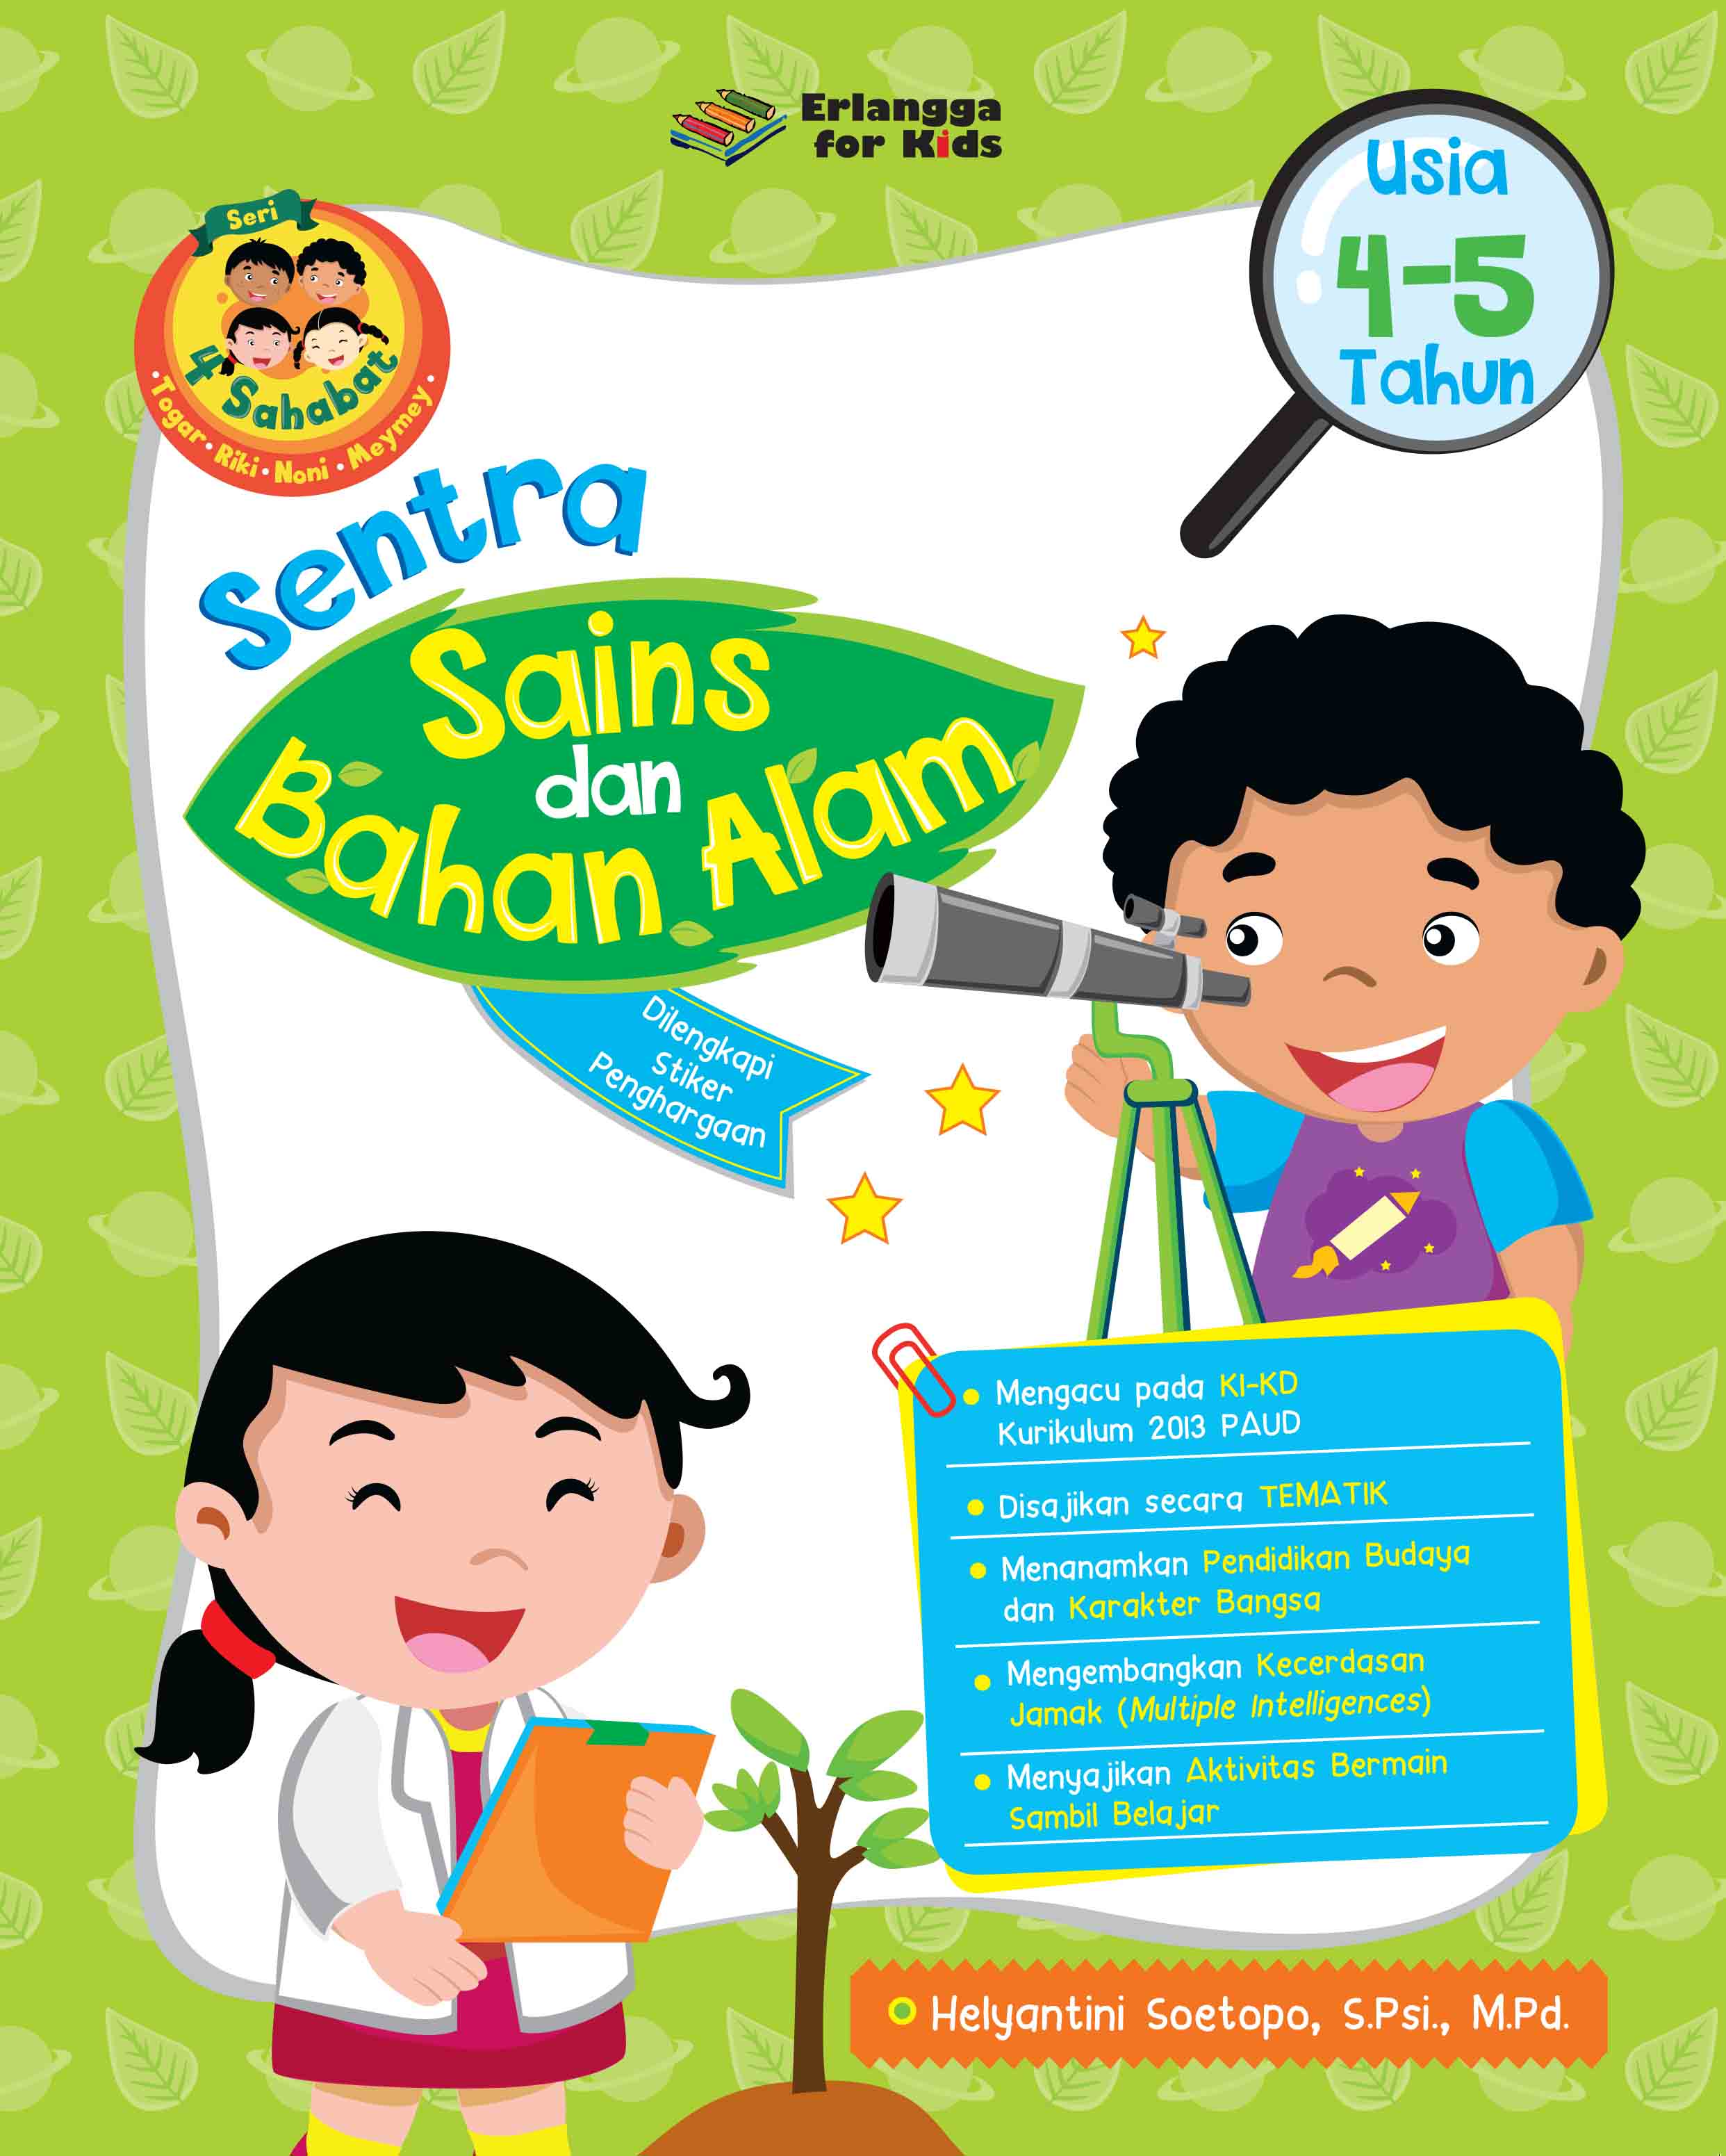 Erlangga
for Kids
Usia
4-5
Tahun
Seri
4 Sahabat
• Togar • Riki • Noni • Meymey •
Sentra
Sains
dan
Bahan Alam
Dilengkapi
Stiker
Penghargaan
• Mengacu pada KI-KD
Kurikulum 2013 PAUD
• Disajikan secara TEMATIK
• Menanamkan Pendidikan Budaya
dan Karakter Bangsa
• Mengembangkan Kecerdasan
Jamak (Multiple Intelligences)
• Menyajikan Aktivitas Bermain
Sambil Belajar
Helyantini Soetopo, S.Psi., M.Pd.